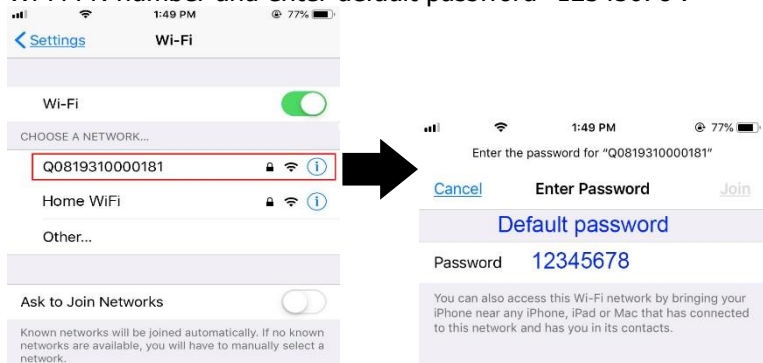 1:49 PM 77%
Settings Wi-Fi
Wi-Fi
CHOOSE A NETWORK...
Q0819310000181
Home WiFi
Other...
Ask to Join Networks
Known networks will be joined automatically. If no known
networks are available, you will have to manually select a
network.
1:49 PM 77%
Enter the password for “Q0819310000181”
Cancel Enter Password Join
Default password
Password 12345678
You can also access this Wi-Fi network by bringing your
iPhone near any iPhone, iPad or Mac that has connected
to this network and has you in its contacts.